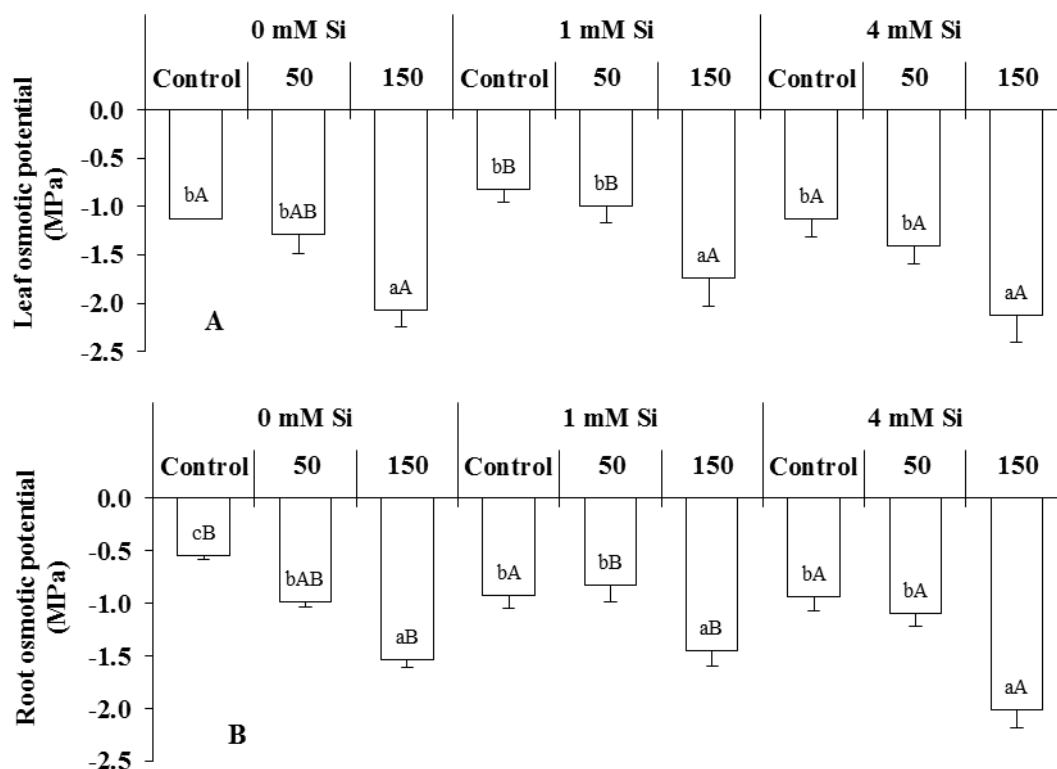 0 mM Si 1 mM Si 4 mM Si
Control 50 150 Control 50 150 Control 50 150
Leaf osmotic potential
(MPa)
0.0
-0.5
-1.0
-1.5
-2.0
-2.5
bA bAB aA bB bB aA bA bA aA
A
0 mM Si 1 mM Si 4 mM Si
Control 50 150 Control 50 150 Control 50 150
Root osmotic potential
(MPa)
0.0
-0.5
-1.0
-1.5
-2.0
-2.5
cB bAB aB bA bB aB bA bA aA
B